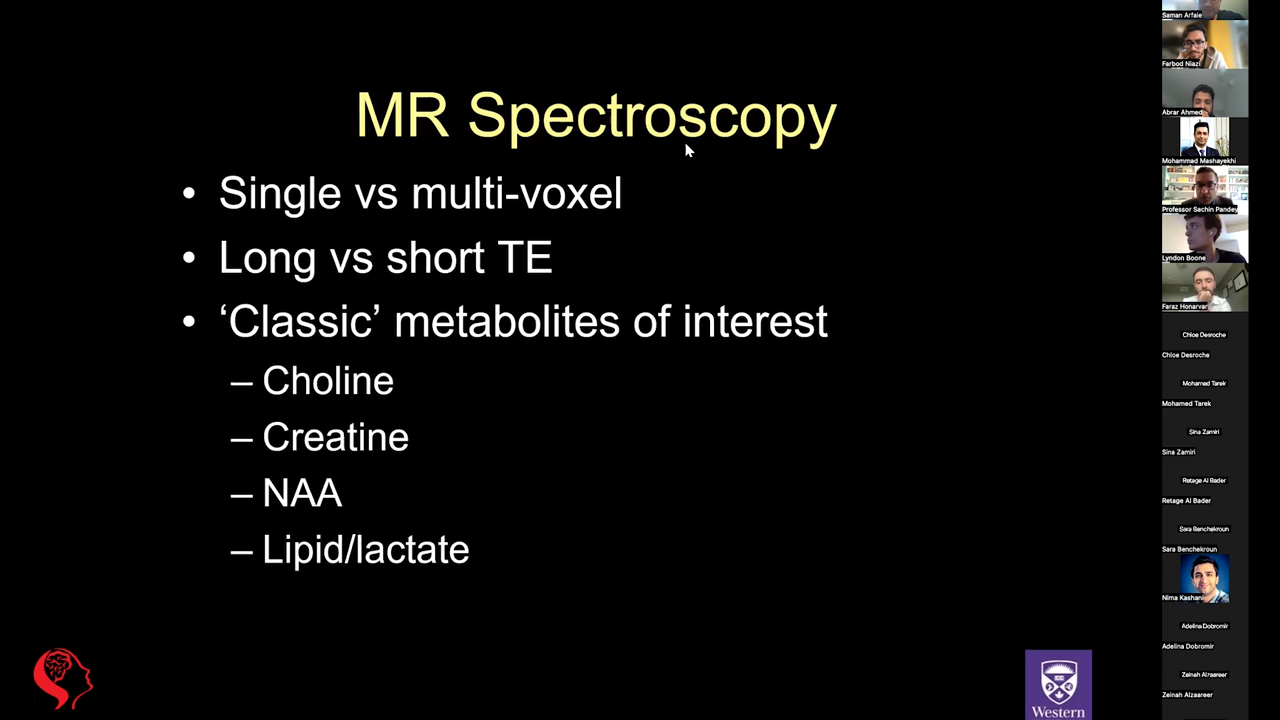 MR Spectroscopy
• Single vs multi-voxel
• Long vs short TE
• ‘Classic’ metabolites of interest
– Choline
– Creatine
– NAA
– Lipid/lactate
Western
Saman Arfaie
Farbod Niazi
Abrar Ahmed
Mohammad Mashayekhi
Professor Sachin Pandey
Lyndon Boone
Faraz Honarvar
Chloe Desroche
Chloe Desroche
Mohamed Tarek
Mohamed Tarek
Sina Zamiri
Sina Zamiri
Retage Al Bader
Retage Al Bader
Sara Benchekroun
Sara Benchekroun
Nima Kashani
Adelina Dobromir
Adelina Dobromir
Zeinah Alzaareer
Zeinah Alzaareer